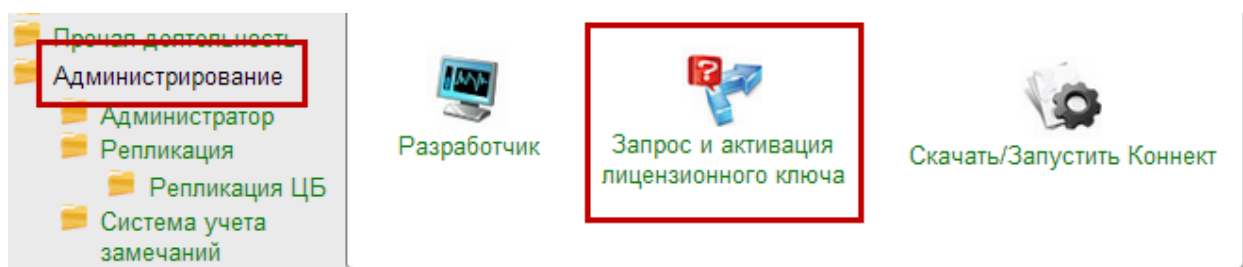 Прочая деятельность
Администрирование
Администратор
Репликация
Репликация ЦБ
Система учета
замечаний
Разработчик
Запрос и активация
лицензионного ключа
Скачать/Запустить Коннект